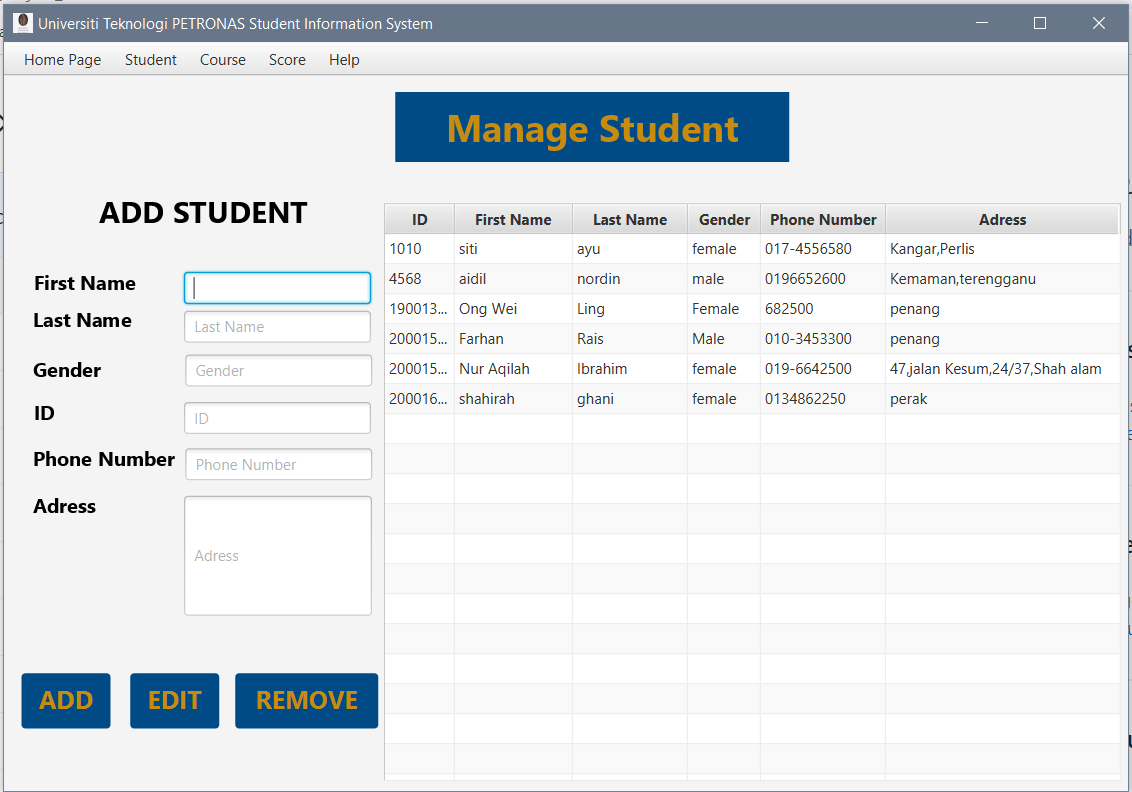 Universiti Teknologi PETRONAS Student Information System
Home Page Student Course Score Help
Manage Student
ADD STUDENT
First Name
Last Name Last Name
Gender Gender
ID ID
Phone Number Phone Number
Adress Adress
ADD EDIT REMOVE
ID First Name Last Name Gender Phone Number Adress
1010 siti ayu female 017-4556580 Kangar,Perlis
4568 aidil nordin male 0196652600 Kemaman,terengganu
190013... Ong Wei Ling Female 682500 penang
200015... Farhan Rais Male 010-3453300 penang
200015... Nur Aqilah Ibrahim female 019-6642500 47,jalan Kesum,24/37,Shah alam
200016... shahirah ghani female 0134862250 perak